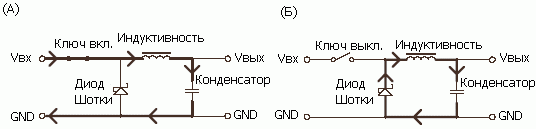 (А)
Ключ вкл.
Индуктивность
Vвх
Vвых
Диод
Шотки
Конденсатор
GND
GND
(Б)
Ключ выкл.
Индуктивность
Vвх
Vвых
Диод
Шотки
Конденсатор
GND
GND